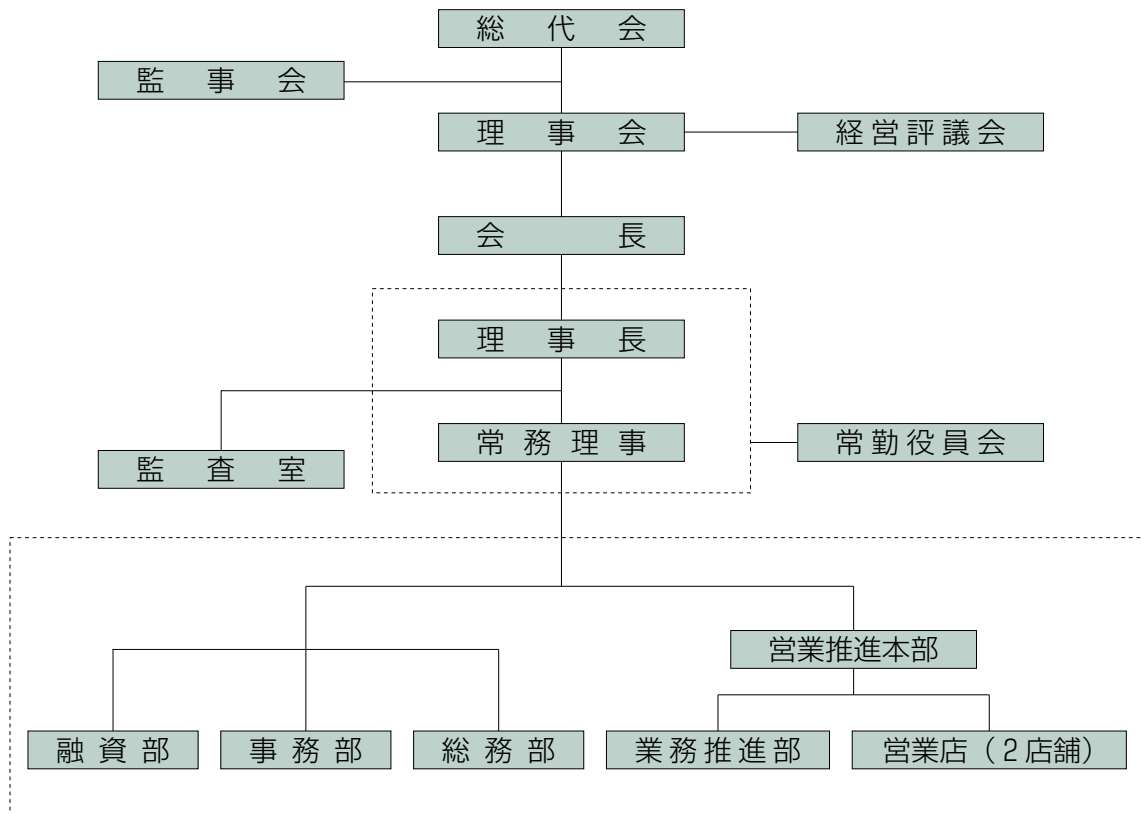 総代会
監事会
理事会
経営評議会
会長
理事長
常務理事
常勤役員会
監査室
営業推進本部
融資部
事務部
総務部
業務推進部
営業店（2店舗）